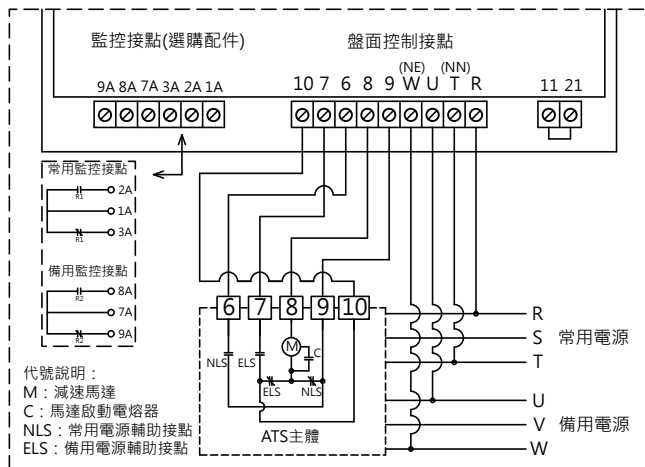 監控接點(選購配件)
盤面控制接點
9A 8A 7A 3A 2A 1A
10 7 6 8 9 W U T R
(NE) (NN)
11 21
常用監控接點
R1 2A
1A
R1 3A
備用監控接點
R2 8A
7A
R2 9A
6 7 8 9 10
M C
NLS ELS
ELS NLS
ATS主體
R
S 常用電源
T
U
V 備用電源
W
代號說明：
M：減速馬達
C：馬達啟動電熔器
NLS：常用電源輔助接點
ELS：備用電源輔助接點